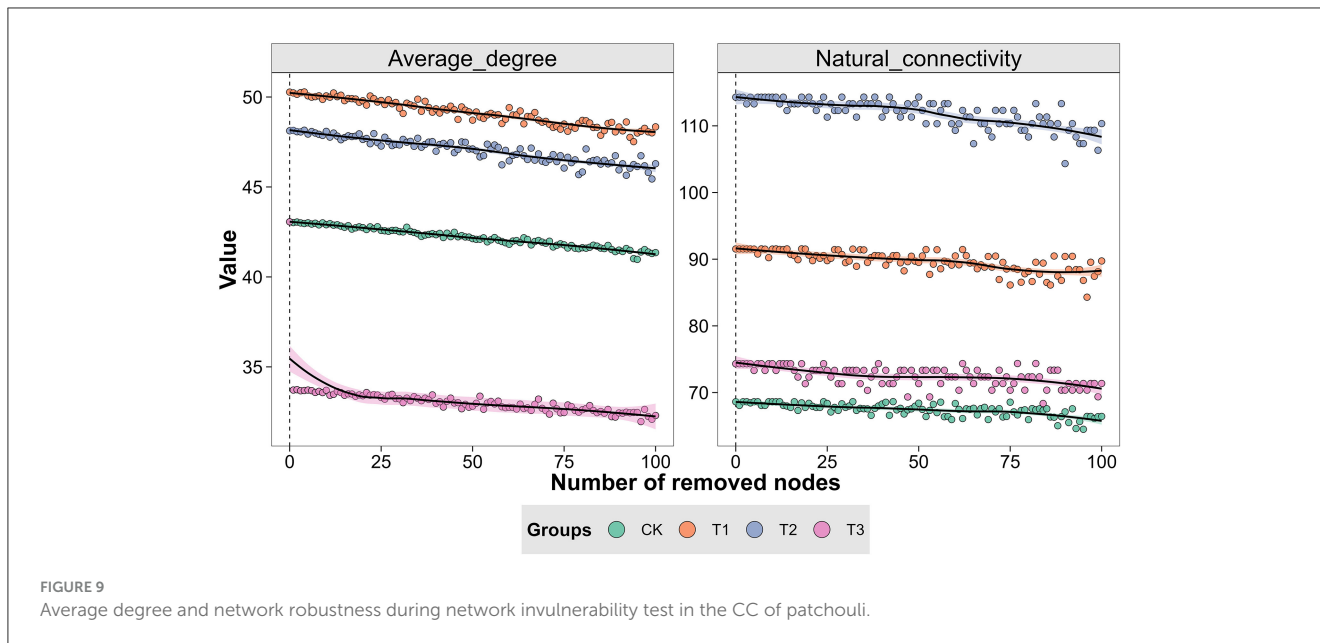 Average_degree
Natural_connectivity
50
45
40
35
110
100
90
80
70
Value
0 25 50 75 100
0 25 50 75 100
Number of removed nodes
Groups CK T1 T2 T3
FIGURE 9
Average degree and network robustness during network invulnerability test in the CC of patchouli.